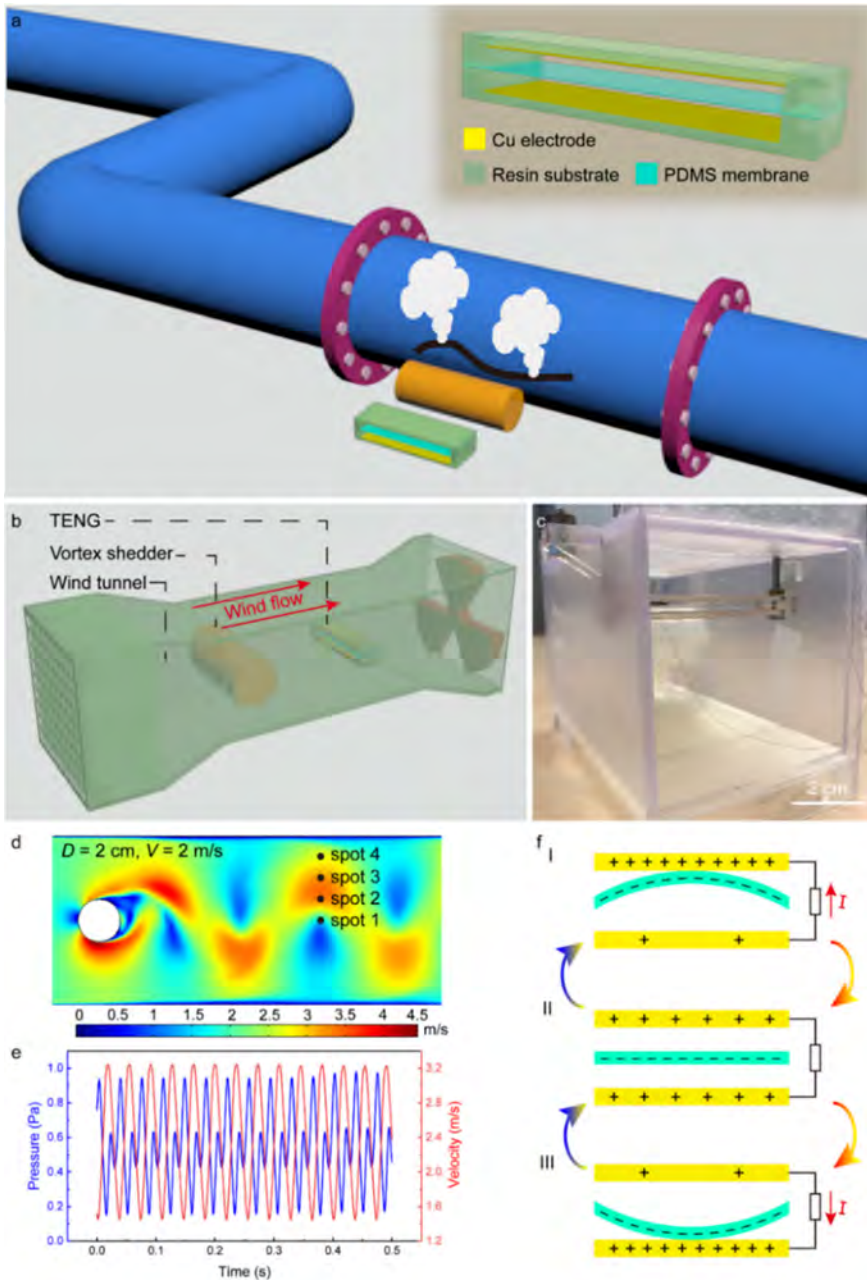 a
Cu electrode
Resin substrate
PDMS membrane
b
TENG
Vortex shedder
Wind tunnel
Wind flow
c
2 cm
d
D = 2 cm, V = 2 m/s
spot 4
spot 3
spot 2
spot 1
0 0.5 1 1.5 2 2.5 3 3.5 4 4.5
m/s
e
Pressure (Pa)
1.0
0.8
0.6
0.4
0.2
0.0
0.0 0.1 0.2 0.3 0.4 0.5
Time (s)
3.2
2.8
2.4
2.0
1.6
1.2
Velocity (m/s)
f
I
+ + + + + + + + + +
− − − − − − − − − −
I
+ +
II
+ + + + + +
− − − − − − − − − −
+ + + + + +
III
+ +
I
− − − − − − − − − −
+ + + + + + + + + +